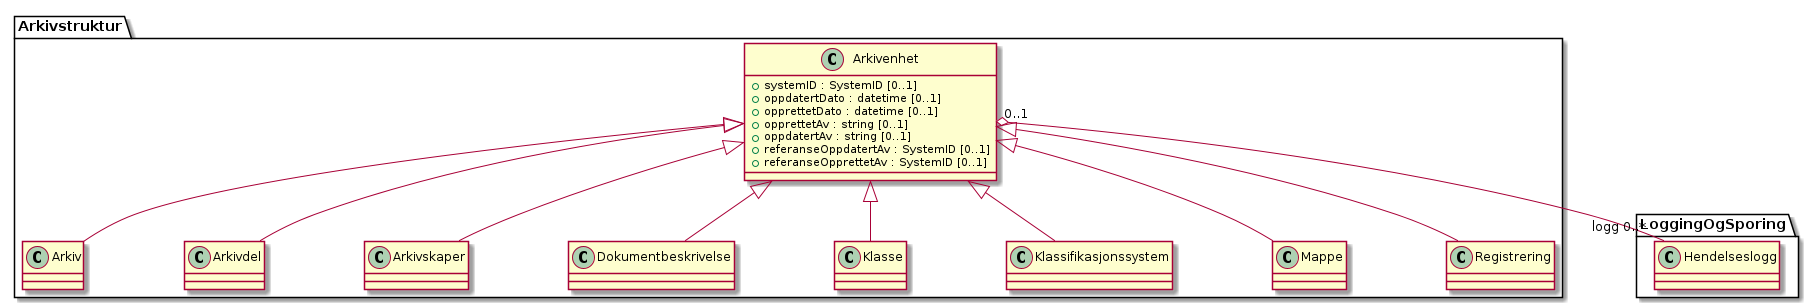 Arkivstruktur
C Arkivenhet
systemID : SystemID [0..1]
oppdatertDato : datetime [0..1]
opprettetDato : datetime [0..1]
opprettetAv : string [0..1]
oppdatertAv : string [0..1]
referanseOppdatertAv : SystemID [0..1]
referanseOpprettetAv : SystemID [0..1]
0..1
logg 0..*
LoggingOgSporing
C Arkiv
C Arkivdel
C Arkivskaper
C Dokumentbeskrivelse
C Klasse
C Klassifikasjonssystem
C Mappe
C Registrering
C Hendelseslogg